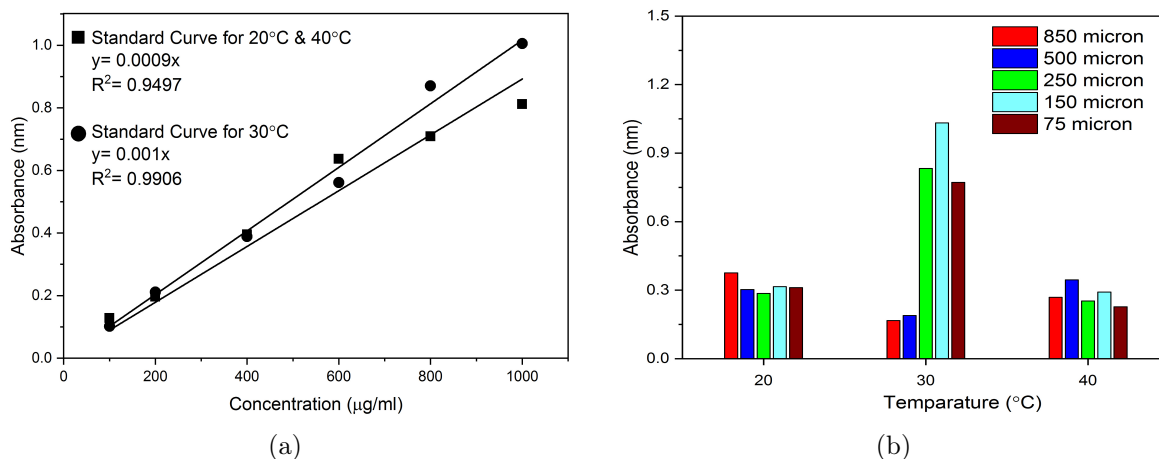 Standard Curve for 20°C & 40°C
y= 0.0009x
R²= 0.9497
Standard Curve for 30°C
y= 0.001x
R²= 0.9906
Absorbance (nm)
1.0
0.8
0.6
0.4
0.2
0.0
0 200 400 600 800 1000
Concentration (μg/ml)
(a)
850 micron
500 micron
250 micron
150 micron
75 micron
Absorbance (nm)
1.5
1.2
0.9
0.6
0.3
0.0
20 30 40
Temparature (°C)
(b)